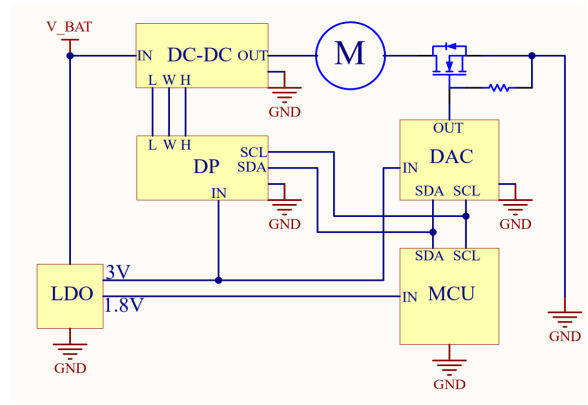 V_BAT
IN DC-DC OUT
L W H
GND
M
L W H
SCL
DP
SDA
IN
GND
OUT
DAC
IN
SDA SCL
GND
3V
LDO
1.8V
GND
SDA SCL
IN MCU
GND
GND